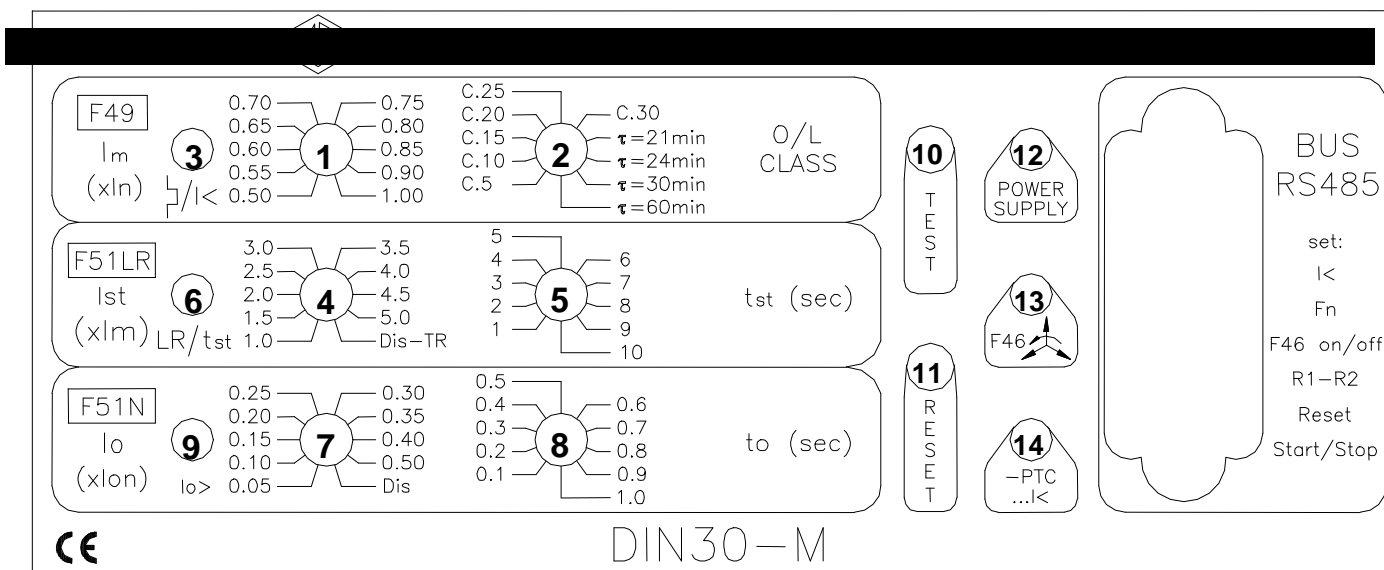 F49
Im
(xIn)
3
⅂/I<
0.70
0.65
0.60
0.55
0.50
1
0.75
0.80
0.85
0.90
1.00
C.25
C.20
C.15
C.10
C.5
2
C.30
τ=21min
τ=24min
τ=30min
τ=60min
O/L
CLASS
F51LR
Ist
(xIm)
6
LR/tst
3.0
2.5
2.0
1.5
1.0
4
3.5
4.0
4.5
5.0
Dis-TR
5
4
3
2
1
5
6
7
8
9
10
tst (sec)
F51N
Io
(xIon)
9
Io>
0.25
0.20
0.15
0.10
0.05
7
0.30
0.35
0.40
0.50
Dis
0.5
0.4
0.3
0.2
0.1
8
0.6
0.7
0.8
0.9
1.0
to (sec)
10
TEST
11
RESET
12
POWER
SUPPLY
13
F46
14
-PTC
...I<
BUS
RS485
set:
I<
Fn
F46 on/off
R1-R2
Reset
Start/Stop
CE
DIN30-M